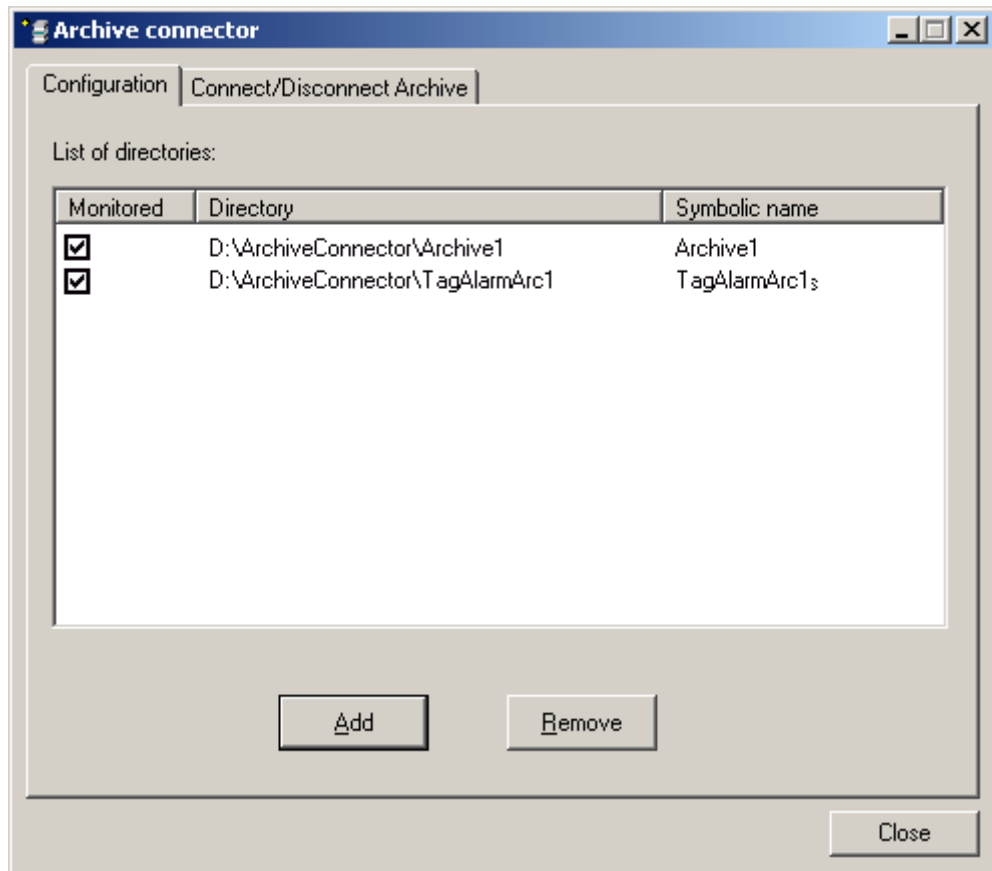 Archive connector
Configuration Connect/Disconnect Archive
List of directories:
Monitored Directory Symbolic name
D:\ArchiveConnector\Archive1 Archive1
D:\ArchiveConnector\TagAlarmArc1 TagAlarmArc1s
Add Remove
Close